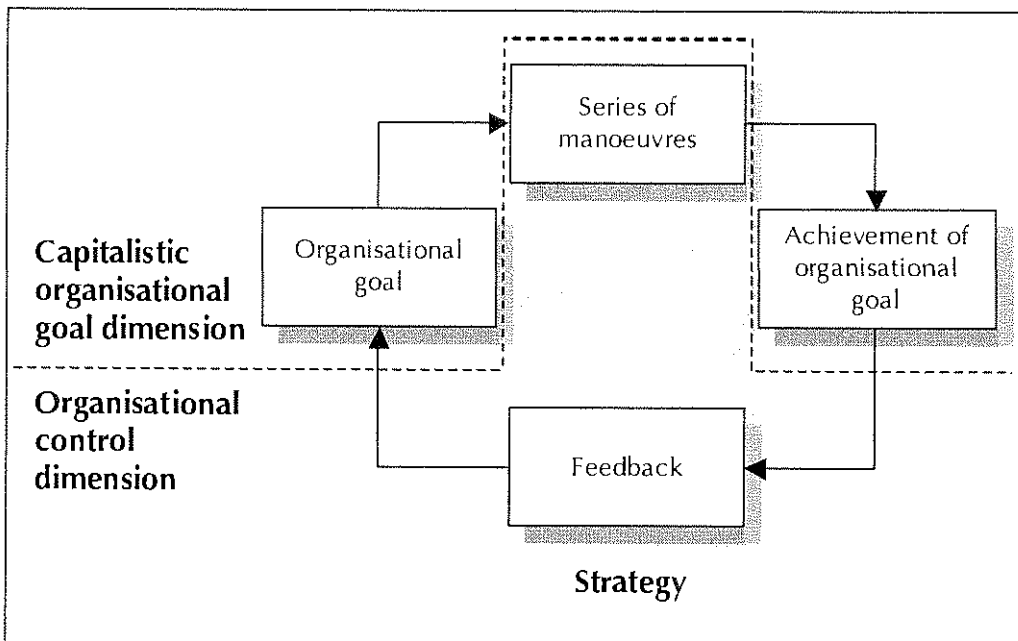 Series of
manoeuvres
Organisational
goal
Achievement of
organisational
goal
Capitalistic
organisational
goal dimension
Organisational
control
dimension
Feedback
Strategy